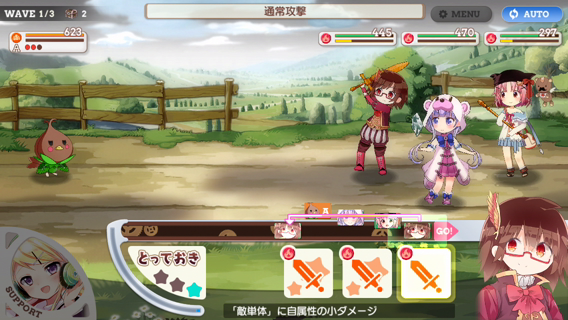 WAVE 1/3 2
通常攻撃
MENU
AUTO
623
A
445
470
297
GO!
とっておき
SUPPORT
「敵単体」に自属性の小ダメージ